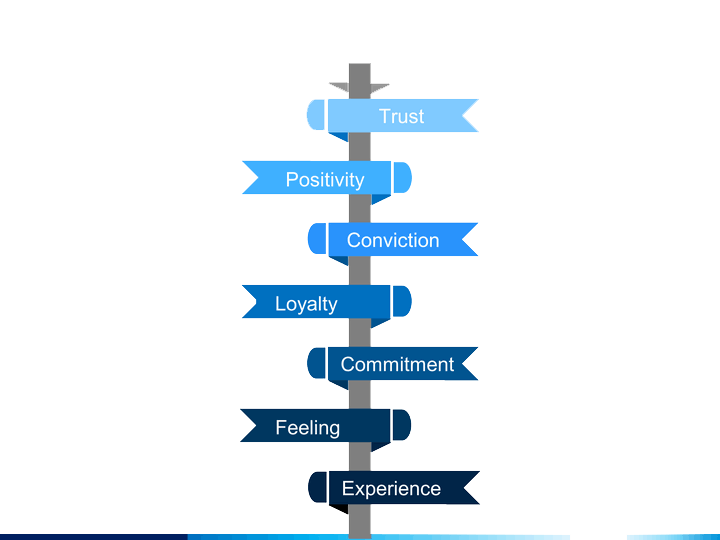 Trust
Positivity
Conviction
Loyalty
Commitment
Feeling
Experience